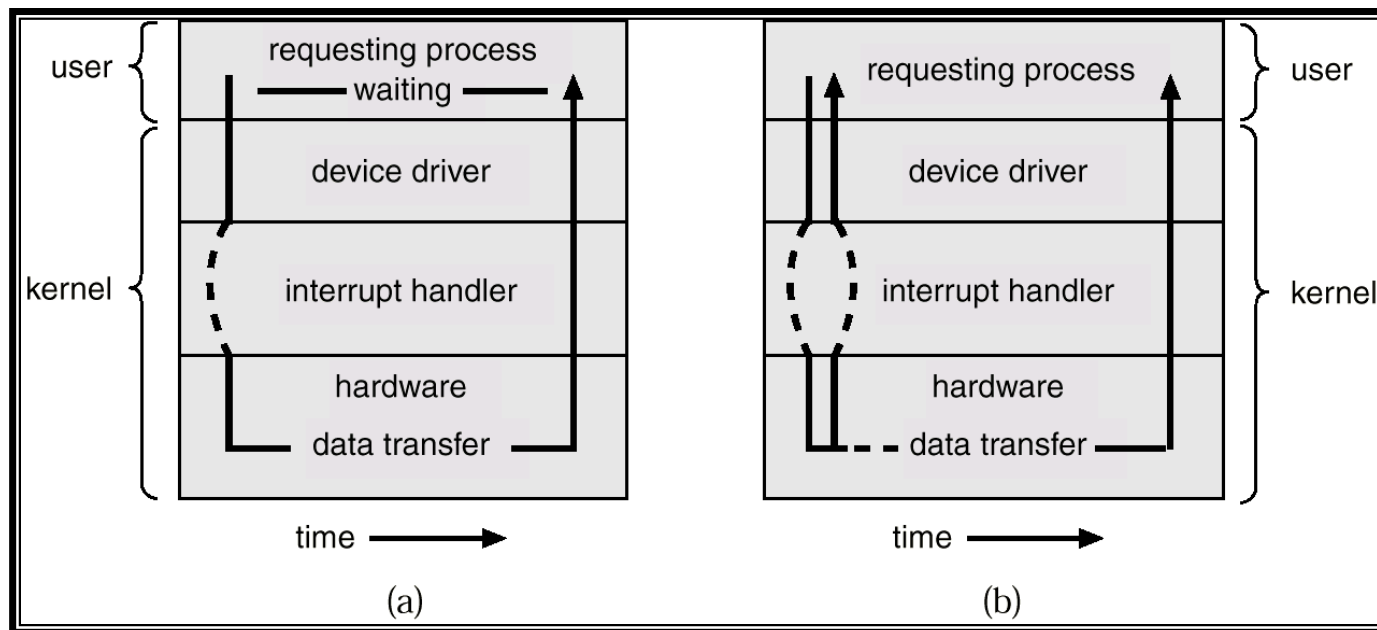 user
requesting process
waiting
device driver
kernel
interrupt handler
hardware
data transfer
time
(a)
requesting process
user
device driver
interrupt handler
kernel
hardware
data transfer
time
(b)